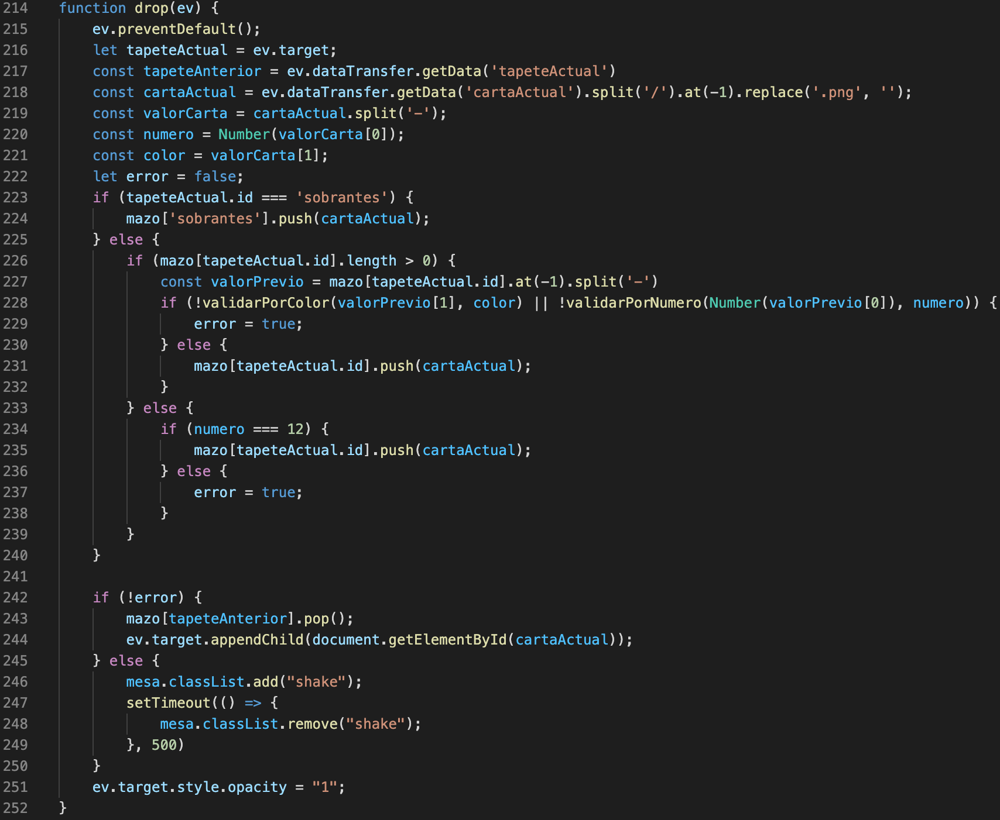 214 function drop(ev) {
215     ev.preventDefault();
216     let tapeteActual = ev.target;
217     const tapeteAnterior = ev.dataTransfer.getData('tapeteActual')
218     const cartaActual = ev.dataTransfer.getData('cartaActual').split('/').at(-1).replace('.png', '');
219     const valorCarta = cartaActual.split('-');
220     const numero = Number(valorCarta[0]);
221     const color = valorCarta[1];
222     let error = false;
223     if (tapeteActual.id === 'sobrantes') {
224         mazo['sobrantes'].push(cartaActual);
225     } else {
226         if (mazo[tapeteActual.id].length > 0) {
227             const valorPrevio = mazo[tapeteActual.id].at(-1).split('-')
228             if (!validarPorColor(valorPrevio[1], color) || !validarPorNumero(Number(valorPrevio[0]), numero)) {
229                 error = true;
230             } else {
231                 mazo[tapeteActual.id].push(cartaActual);
232             }
233         } else {
234             if (numero === 12) {
235                 mazo[tapeteActual.id].push(cartaActual);
236             } else {
237                 error = true;
238             }
239         }
240     }
241
242     if (!error) {
243         mazo[tapeteAnterior].pop();
244         ev.target.appendChild(document.getElementById(cartaActual));
245     } else {
246         mesa.classList.add("shake");
247         setTimeout(() => {
248             mesa.classList.remove("shake");
249         }, 500)
250     }
251     ev.target.style.opacity = "1";
252 }